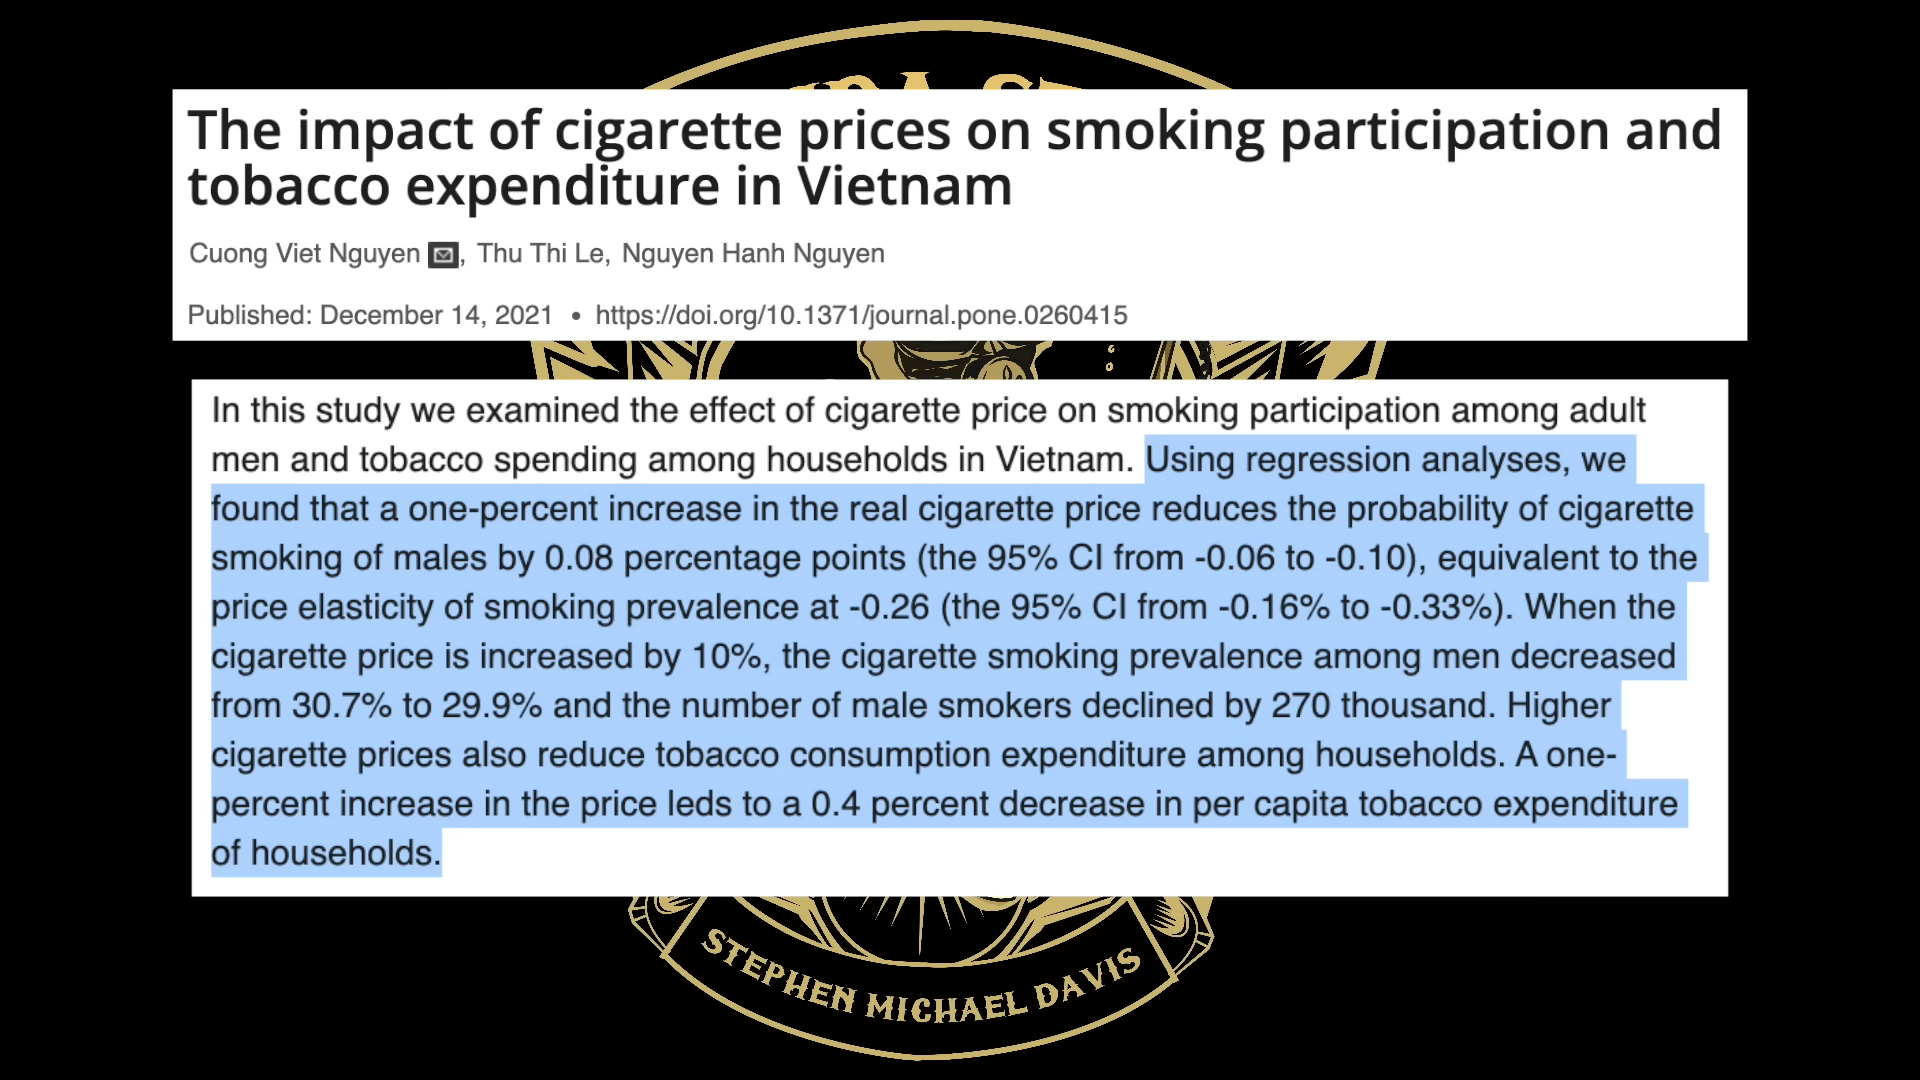 The impact of cigarette prices on smoking participation and
tobacco expenditure in Vietnam
Cuong Viet Nguyen, Thu Thi Le, Nguyen Hanh Nguyen
Published: December 14, 2021 • https://doi.org/10.1371/journal.pone.0260415
In this study we examined the effect of cigarette price on smoking participation among adult
men and tobacco spending among households in Vietnam. Using regression analyses, we
found that a one-percent increase in the real cigarette price reduces the probability of cigarette
smoking of males by 0.08 percentage points (the 95% CI from -0.06 to -0.10), equivalent to the
price elasticity of smoking prevalence at -0.26 (the 95% CI from -0.16% to -0.33%). When the
cigarette price is increased by 10%, the cigarette smoking prevalence among men decreased
from 30.7% to 29.9% and the number of male smokers declined by 270 thousand. Higher
cigarette prices also reduce tobacco consumption expenditure among households. A one-
percent increase in the price leds to a 0.4 percent decrease in per capita tobacco expenditure
of households.
STEPHEN MICHAEL DAVIS